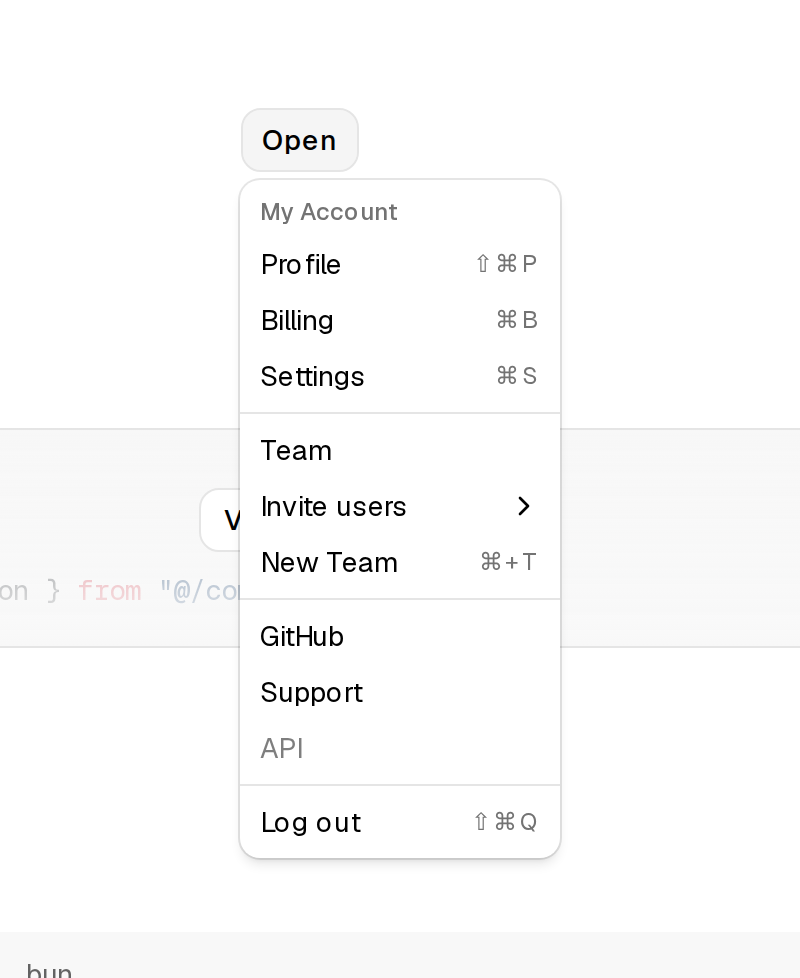 Open
My Account
Profile ⇧⌘P
Billing ⌘B
Settings ⌘S
Team
Invite users
New Team ⌘+T
on } from "@/co
GitHub
Support
API
Log out ⇧⌘Q
bun